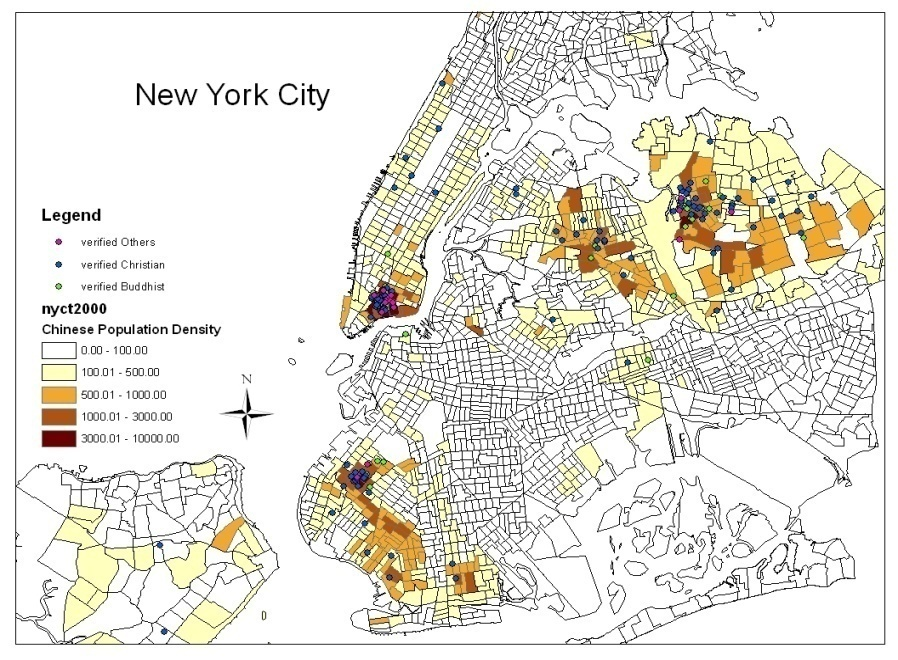 New York City
Legend
verified Others
verified Christian
verified Buddhist
nyct2000
Chinese Population Density
0.00 - 100.00
100.01 - 500.00
500.01 - 1000.00
1000.01 - 3000.00
3000.01 - 10000.00
N